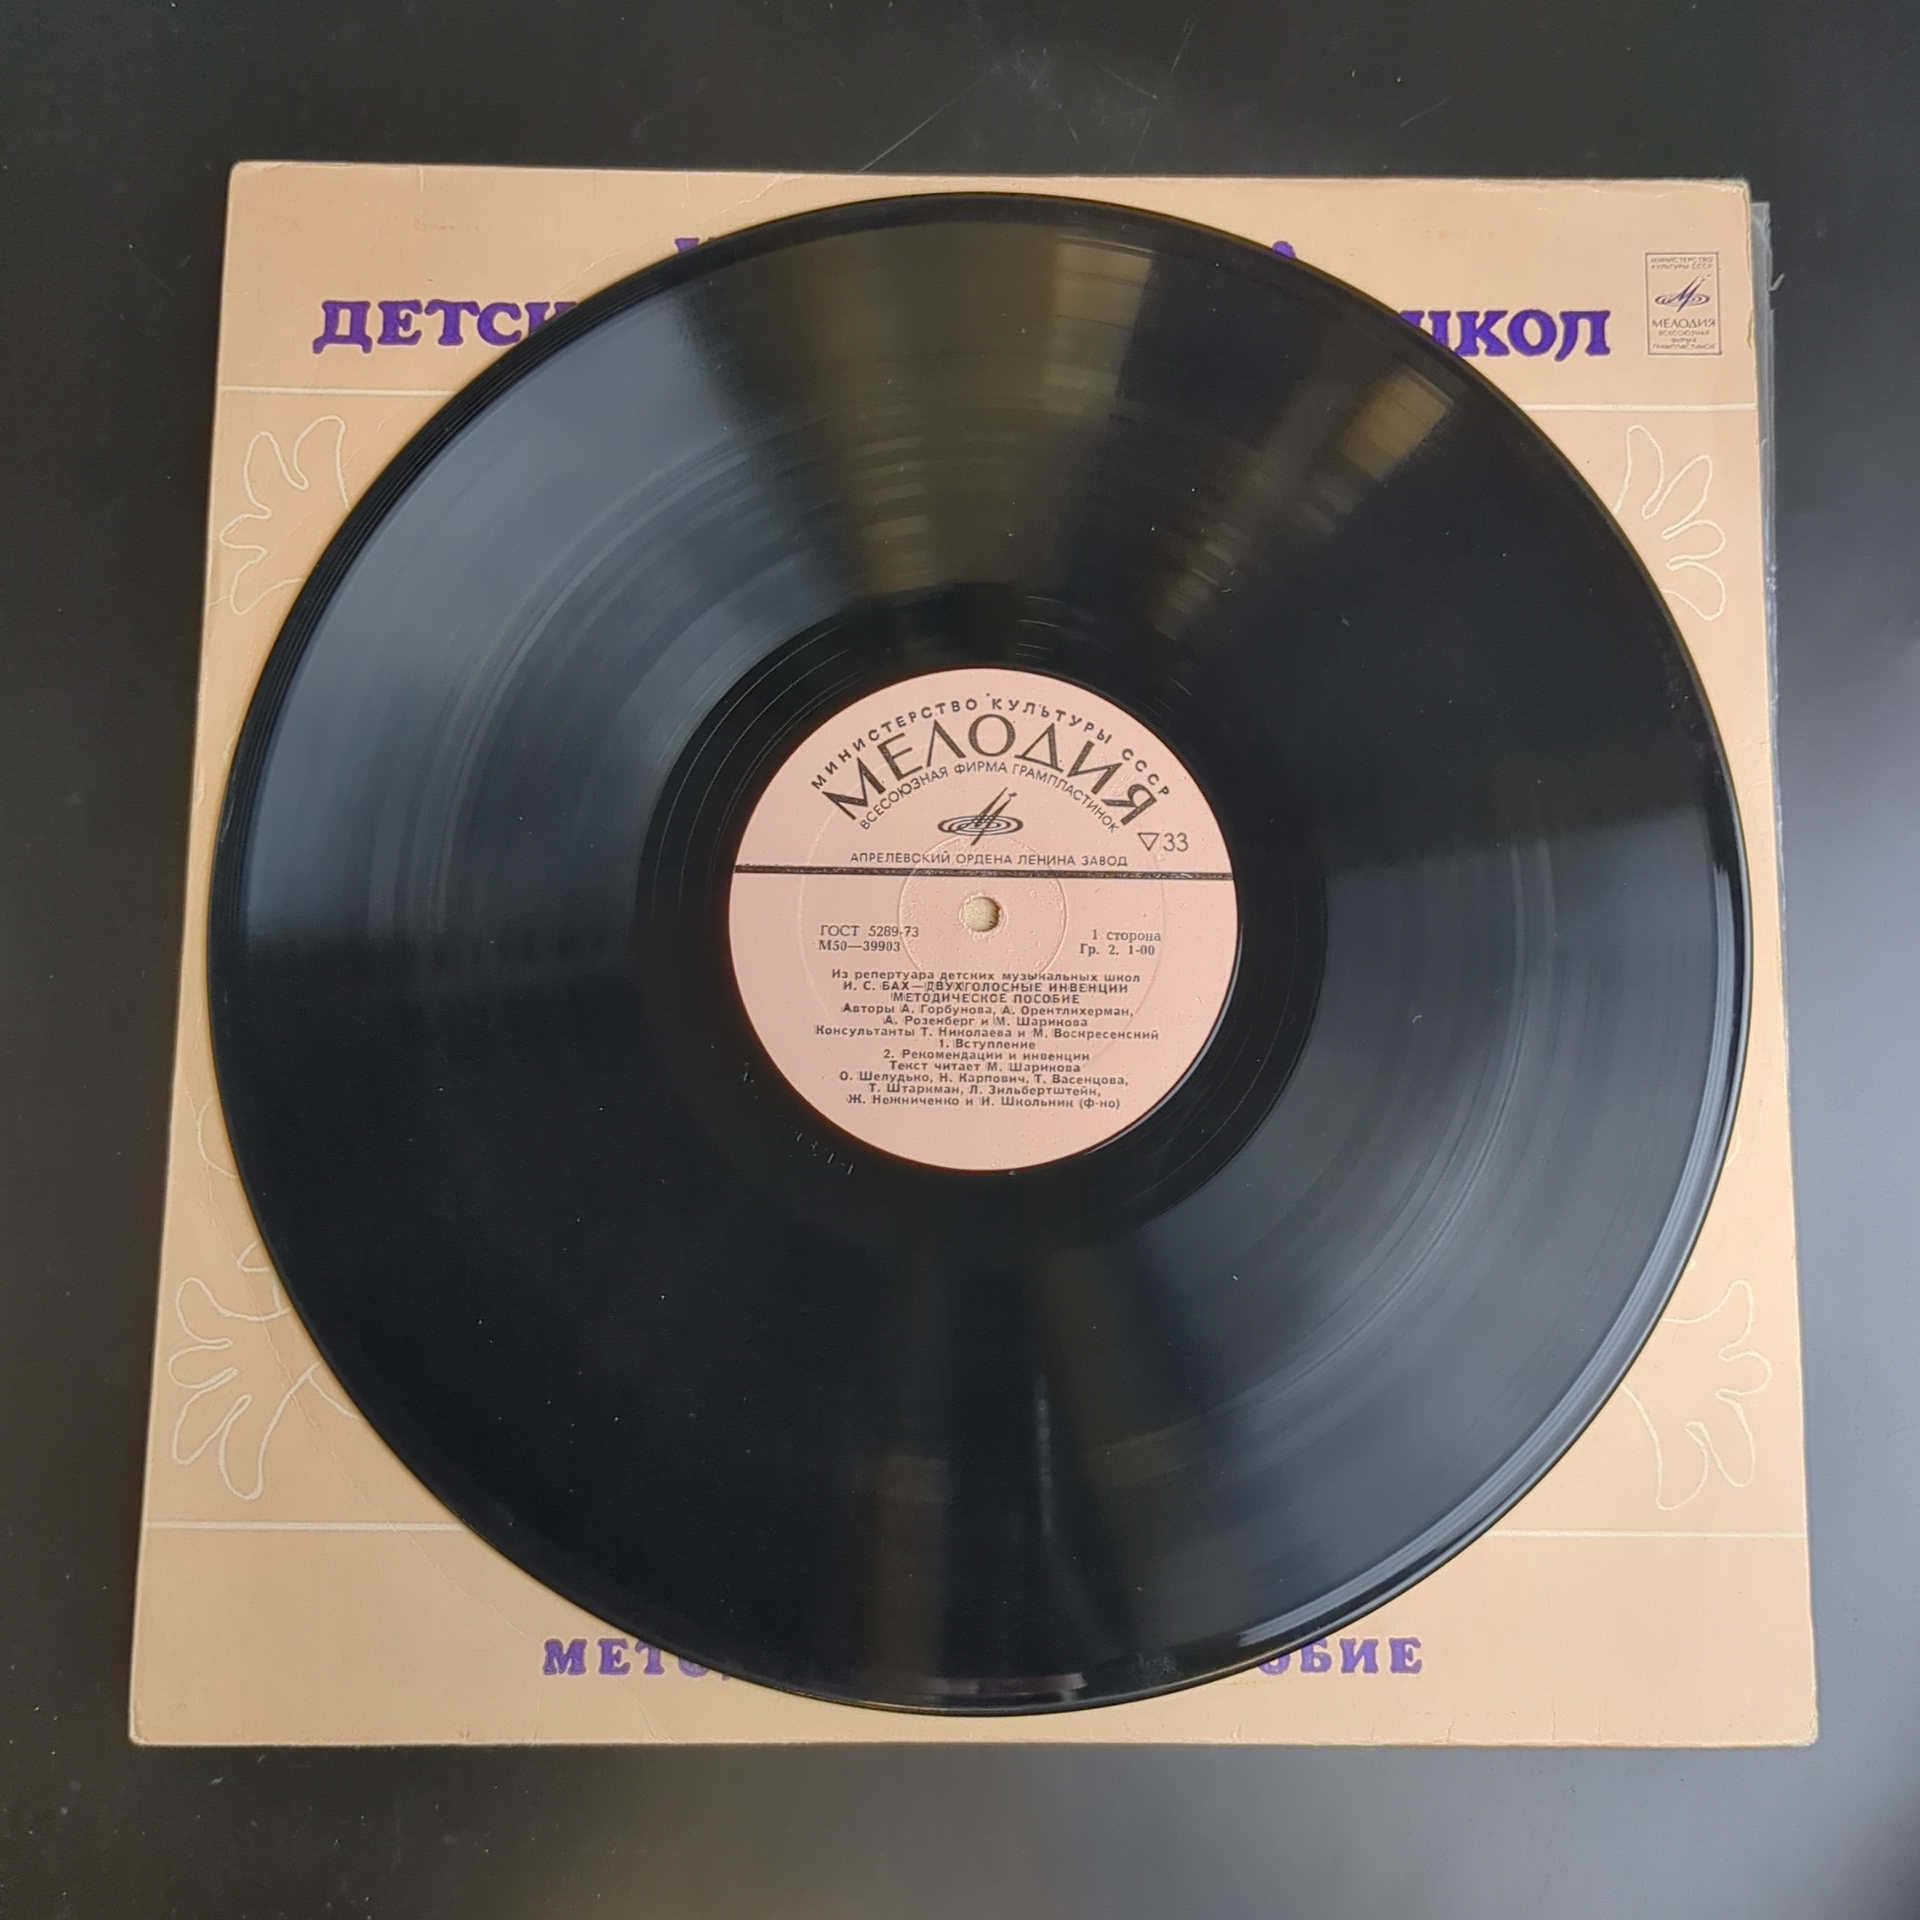 ДЕТСК
ШКОЛ
МИНИСТЕРСТВО
КУЛЬТУРЫ СССР
МЕЛОДИЯ
ВСЕСОЮЗНАЯ
ФИРМА
ГРАМПЛАСТИНОК
МИНИСТЕРСТВО КУЛЬТУРЫ СССР
МЕЛОДИЯ
ВСЕСОЮЗНАЯ ФИРМА ГРАМПЛАСТИНОК
▽33
АПРЕЛЕВСКИЙ ОРДЕНА ЛЕНИНА ЗАВОД
ГОСТ 5289-73
М50—39903
1 сторона
Гр. 2. 1-00
Из репертуара детских музыкальных школ
И. С. БАХ—ДВУХГОЛОСНЫЕ ИНВЕНЦИИ
МЕТОДИЧЕСКОЕ ПОСОБИЕ
Авторы А. Горбунова, А. Орентлихерман,
А. Розенберг и М. Шарикова
Консультанты Т. Николаева и М. Воскресенский
1. Вступление
2. Рекомендации и инвенции
Текст читает М. Шарикова
О. Шелудько, Н. Карпович, Т. Васенцова,
Т. Штаркман, Л. Зильбертштейн,
Ж. Нежниченко и И. Школьник (ф-но)
МЕТО
ОБИЕ